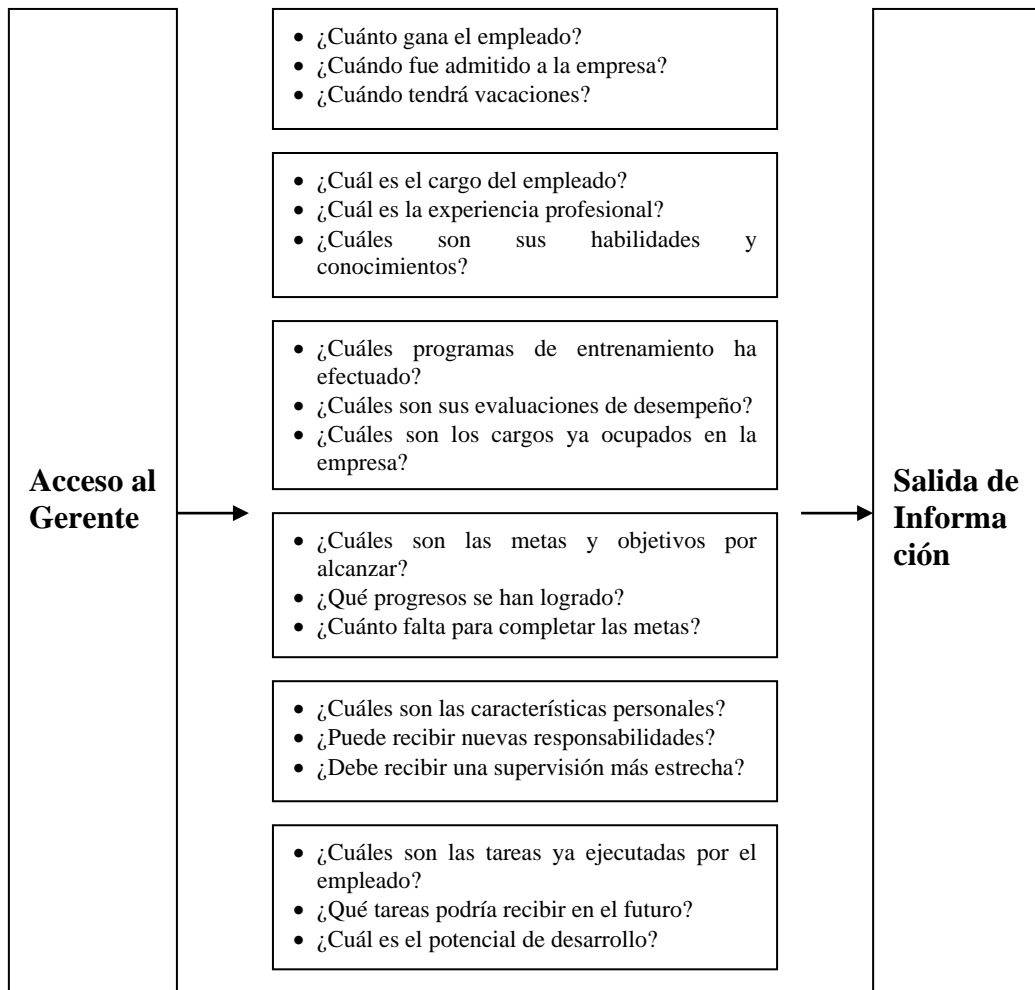 • ¿Cuánto gana el empleado?
• ¿Cuándo fue admitido a la empresa?
• ¿Cuándo tendrá vacaciones?
• ¿Cuál es el cargo del empleado?
• ¿Cuál es la experiencia profesional?
• ¿Cuáles son sus habilidades y
conocimientos?
• ¿Cuáles programas de entrenamiento ha
efectuado?
• ¿Cuáles son sus evaluaciones de desempeño?
• ¿Cuáles son los cargos ya ocupados en la
empresa?
Acceso al
Gerente
• ¿Cuáles son las metas y objetivos por
alcanzar?
• ¿Qué progresos se han logrado?
• ¿Cuánto falta para completar las metas?
• ¿Cuáles son las características personales?
• ¿Puede recibir nuevas responsabilidades?
• ¿Debe recibir una supervisión más estrecha?
• ¿Cuáles son las tareas ya ejecutadas por el
empleado?
• ¿Qué tareas podría recibir en el futuro?
• ¿Cuál es el potencial de desarrollo?
Salida de
Informa
ción